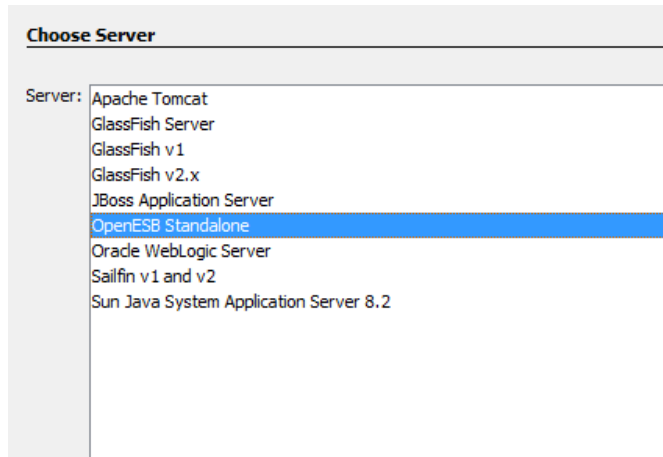 Choose Server
Server:
Apache Tomcat
GlassFish Server
GlassFish v1
GlassFish v2.x
JBoss Application Server
OpenESB Standalone
Oracle WebLogic Server
Sailfin v1 and v2
Sun Java System Application Server 8.2